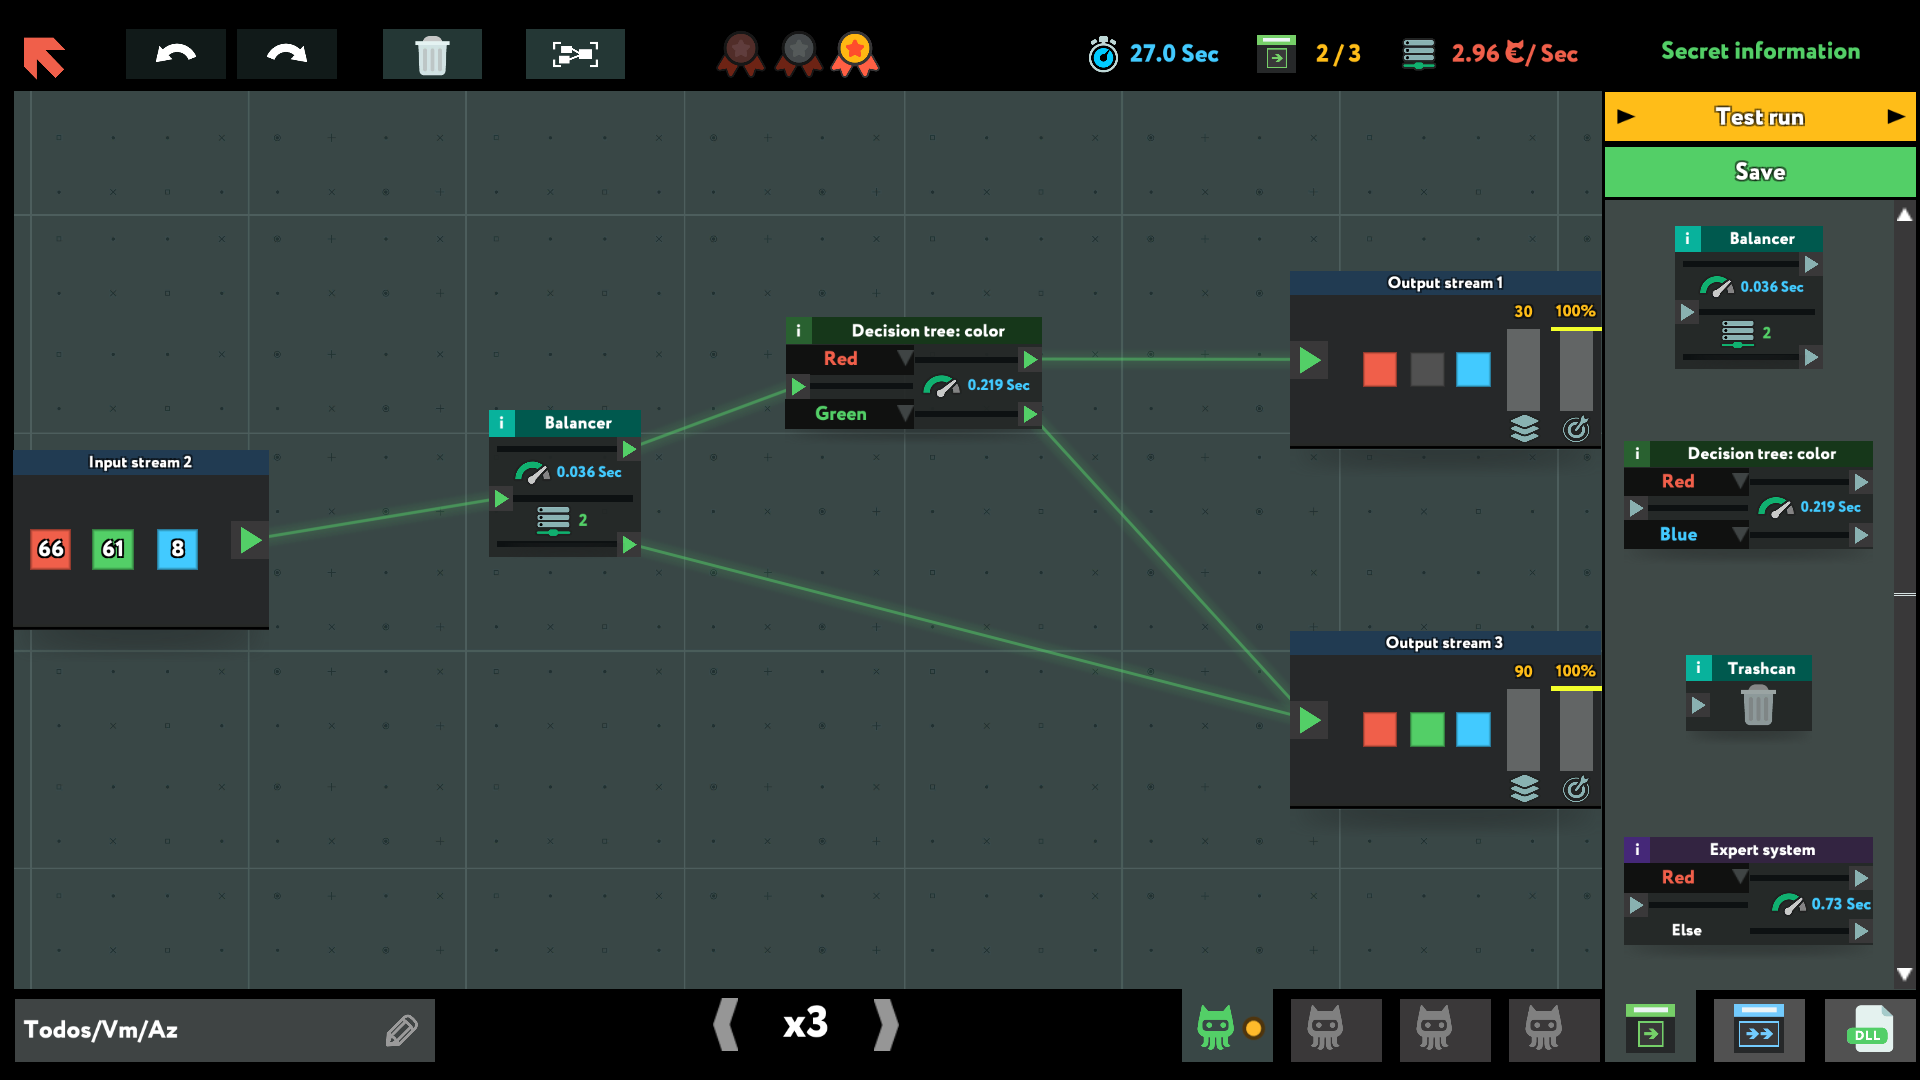 27.0 Sec
2 / 3
2.96 / Sec
Secret information
Test run
Save
i Balancer
0.036 Sec
2
i Decision tree: color
Red
0.219 Sec
Blue
i Trashcan
i Expert system
Red
0.73 Sec
Else
Input stream 2
66 61 8
i Balancer
0.036 Sec
2
i Decision tree: color
Red
0.219 Sec
Green
Output stream 1
30 100%
Output stream 3
90 100%
Todos/Vm/Az
x3
DLL